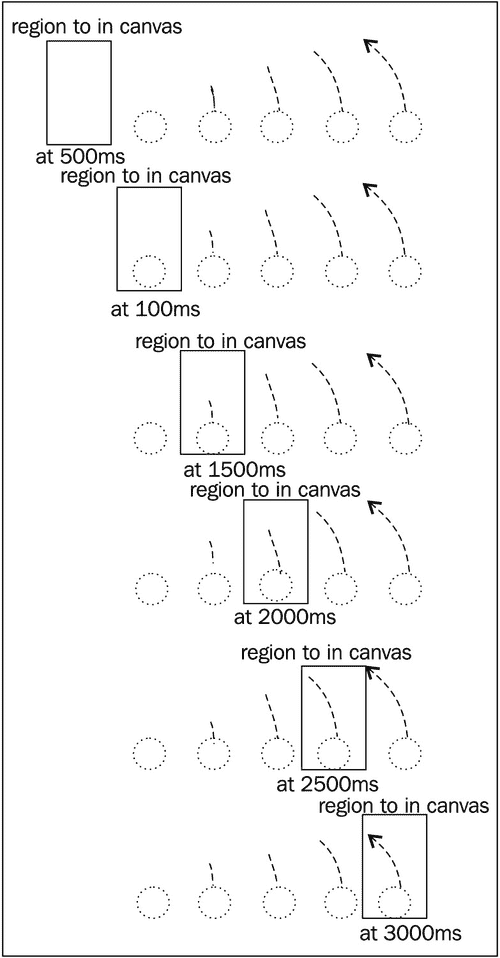 region to in canvas
at 500ms
region to in canvas
at 100ms
region to in canvas
at 1500ms
region to in canvas
at 2000ms
region to in canvas
at 2500ms
region to in canvas
at 3000ms